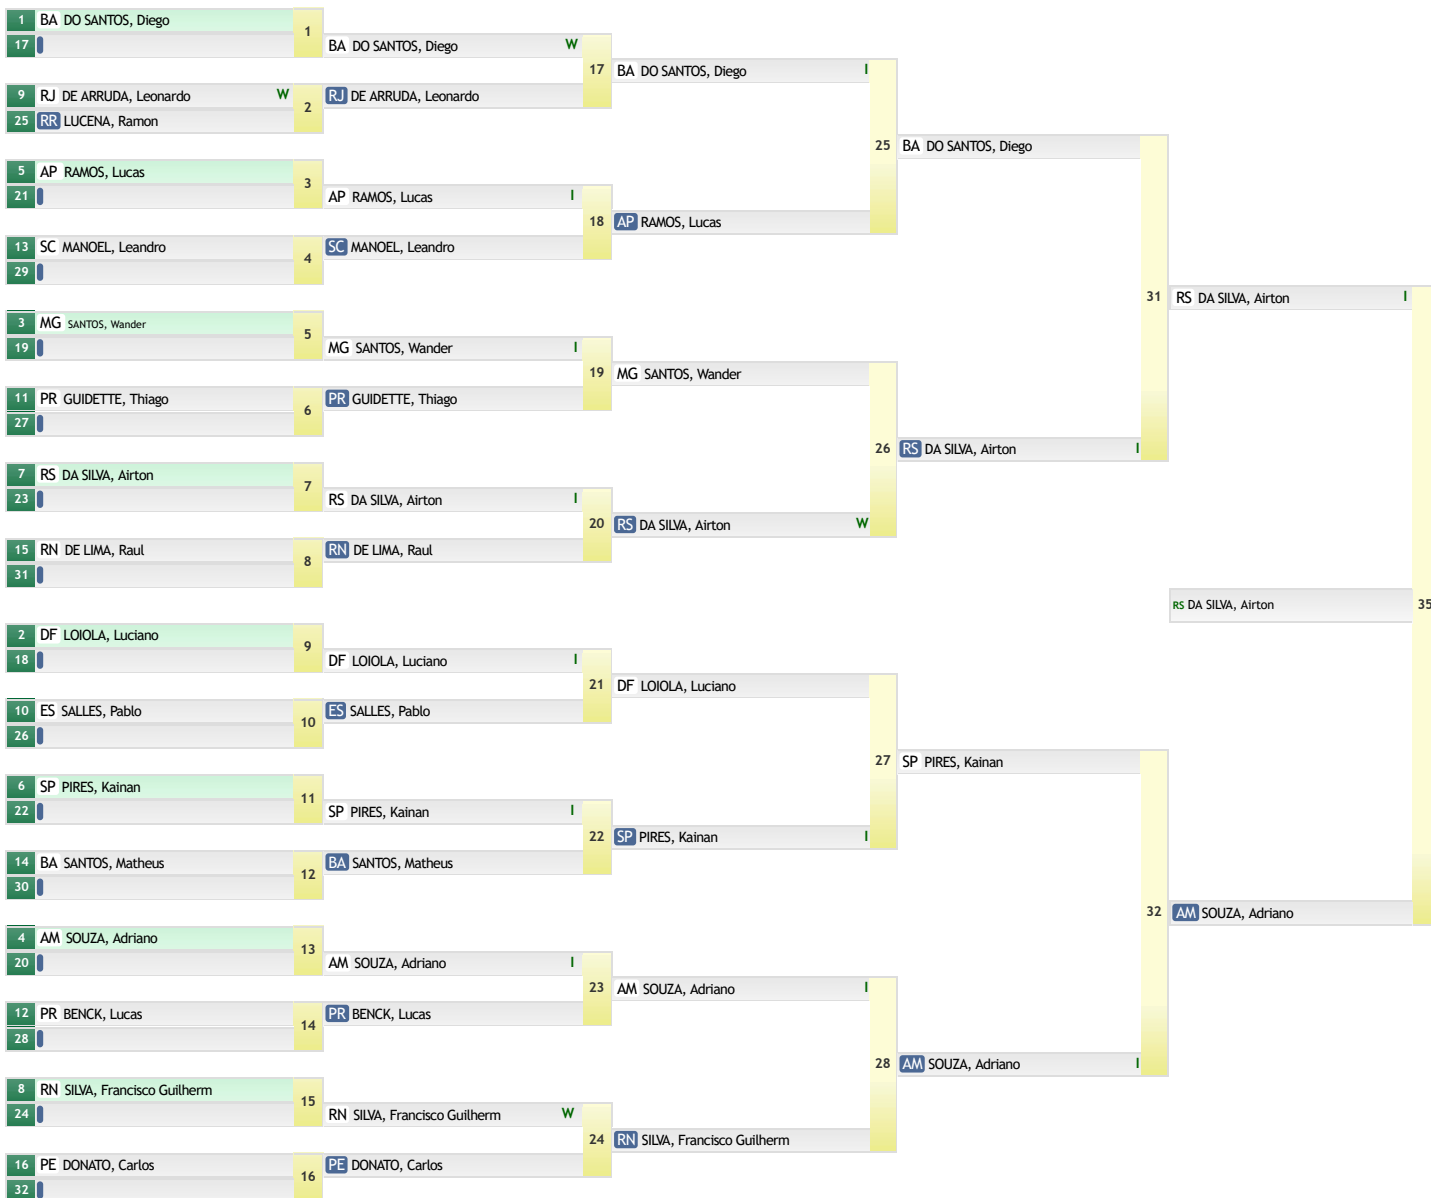 1 BA DO SANTOS, Diego
1
17
BA DO SANTOS, Diego W
17
BA DO SANTOS, Diego I
9 RJ DE ARRUDA, Leonardo W
2
RJ DE ARRUDA, Leonardo
25 RR LUCENA, Ramon
25
BA DO SANTOS, Diego
5 AP RAMOS, Lucas
3
21
AP RAMOS, Lucas I
18
AP RAMOS, Lucas
13 SC MANOEL, Leandro
4
SC MANOEL, Leandro
29
31
RS DA SILVA, Airton I
3 MG SANTOS, Wander
5
19
MG SANTOS, Wander I
19
MG SANTOS, Wander
11 PR GUIDETTE, Thiago
6
PR GUIDETTE, Thiago
27
26
RS DA SILVA, Airton I
7 RS DA SILVA, Airton
7
23
RS DA SILVA, Airton I
20
RS DA SILVA, Airton W
15 RN DE LIMA, Raul
8
RN DE LIMA, Raul
31
RS DA SILVA, Airton
35
2 DF LOIOLA, Luciano
9
18
DF LOIOLA, Luciano I
21
DF LOIOLA, Luciano
10 ES SALLES, Pablo
10
ES SALLES, Pablo
26
27
SP PIRES, Kainan
6 SP PIRES, Kainan
11
22
SP PIRES, Kainan I
22
SP PIRES, Kainan I
14 BA SANTOS, Matheus
12
BA SANTOS, Matheus
30
32
AM SOUZA, Adriano
4 AM SOUZA, Adriano
13
20
AM SOUZA, Adriano I
23
AM SOUZA, Adriano I
12 PR BENCK, Lucas
14
PR BENCK, Lucas
28
28
AM SOUZA, Adriano I
8 RN SILVA, Francisco Guilherm
15
24
RN SILVA, Francisco Guilherm W
24
RN SILVA, Francisco Guilherm
16 PE DONATO, Carlos
16
PE DONATO, Carlos
32